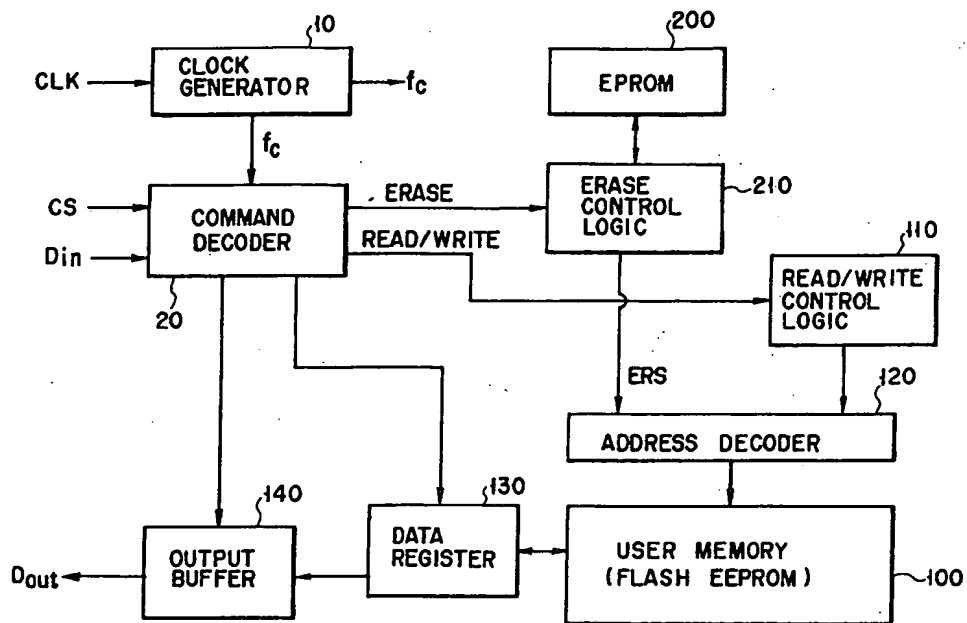 10
200
CLK
CLOCK
GENERATOR
fc
EPROM
fc
CS
Din
COMMAND
DECODER
20
ERASE
READ/WRITE
ERASE
CONTROL
LOGIC
210
110
READ/WRITE
CONTROL
LOGIC
ERS
120
ADDRESS DECODER
140
130
Dout
OUTPUT
BUFFER
DATA
REGISTER
USER MEMORY
(FLASH EEPROM)
100